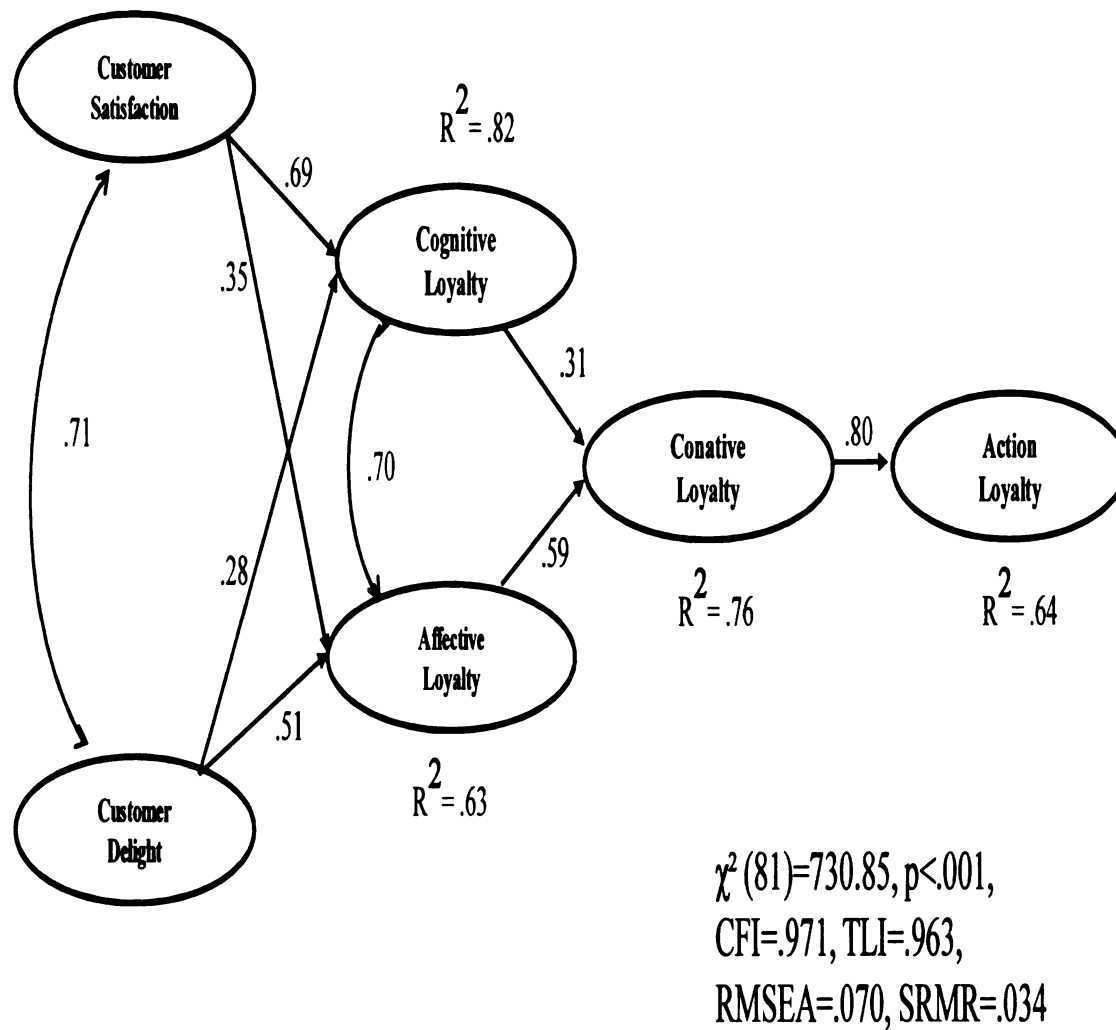 Customer
Satisfaction
R² = .82
.69
Cognitive
Loyalty
.35
.31
.71
.70
.80
Conative
Loyalty
Action
Loyalty
.28
.59
R² = .76
R² = .64
Affective
Loyalty
.51
R² = .63
Customer
Delight
χ² (81)=730.85, p<.001,
CFI=.971, TLI=.963,
RMSEA=.070, SRMR=.034